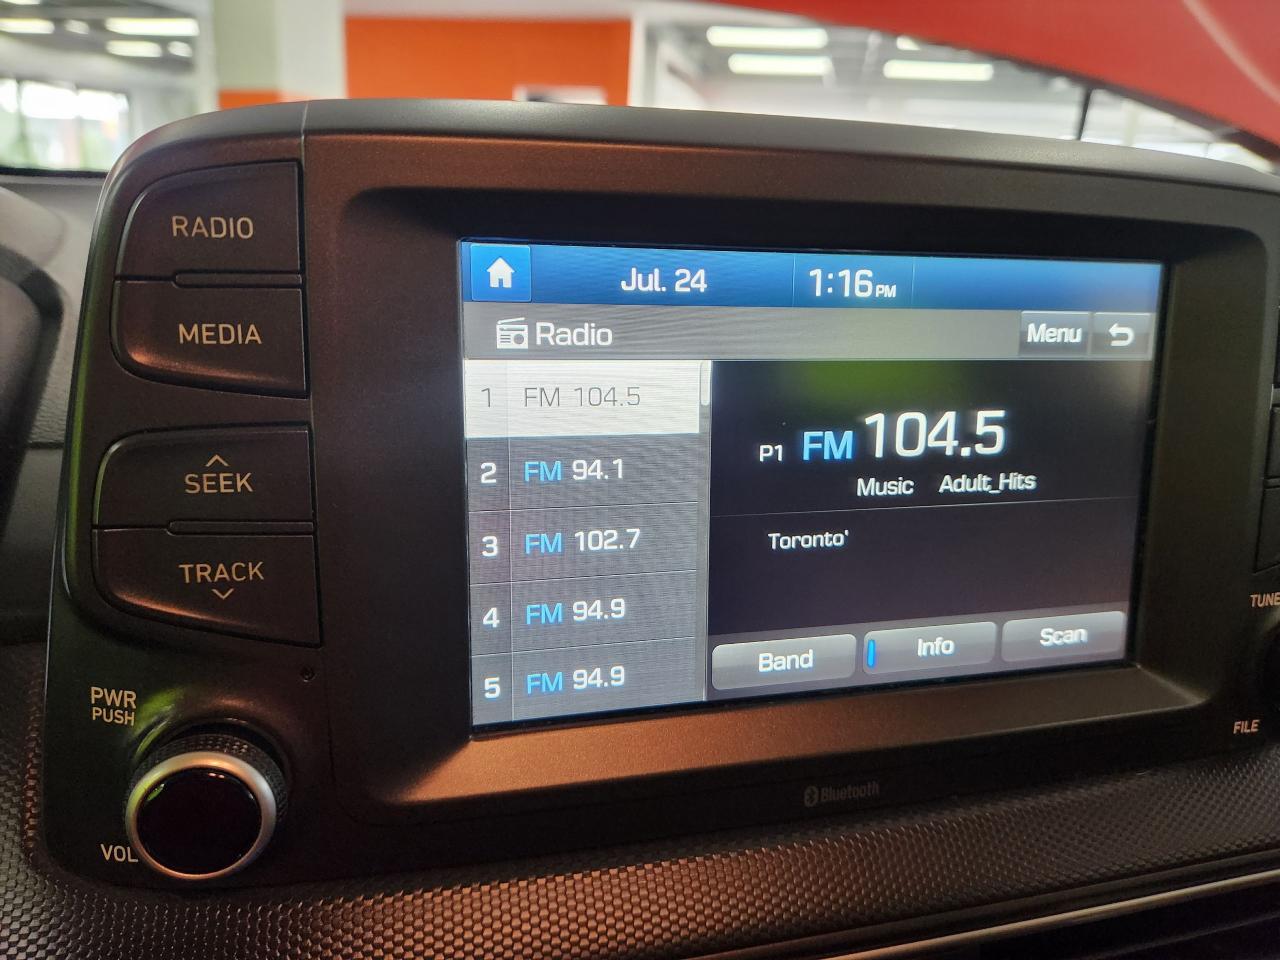 RADIO
MEDIA
SEEK
TRACK
PWR
PUSH
VOL
Jul. 24
1:16 PM
Radio
Menu
1 FM 104.5
2 FM 94.1
3 FM 102.7
4 FM 94.9
5 FM 94.9
P1 FM 104.5
Music Adult_Hits
Toronto'
Band
Info
Scan
Bluetooth
TUNE
FILE